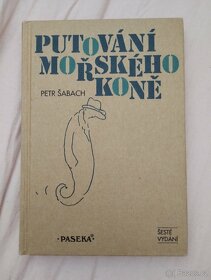 PUTOVÁNÍ
MOŘSKÉHO
KONĚ
PETR ŠABACH
PASEKA
ŠESTÉ
VYDÁNÍ